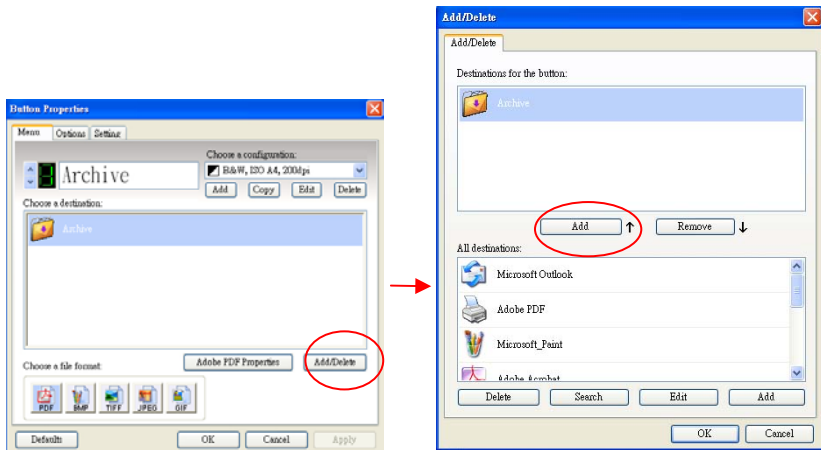 Button Properties
Menu Options Settings
Archive
Choose a configuration:
B&W, ISO A4, 200dpi
Add Copy Edit Delete
Choose a destination:
Archive
Choose a file format:
Adobe PDF Properties Add/Delete
PDF BMP TIFF JPEG GIF
Defaults OK Cancel Apply
Add/Delete
Add/Delete
Destinations for the button:
Archive
Add ↑ Remove ↓
All destinations:
Microsoft Outlook
Adobe PDF
Microsoft_Paint
Adobe Acrobat
Delete Search Edit Add
OK Cancel